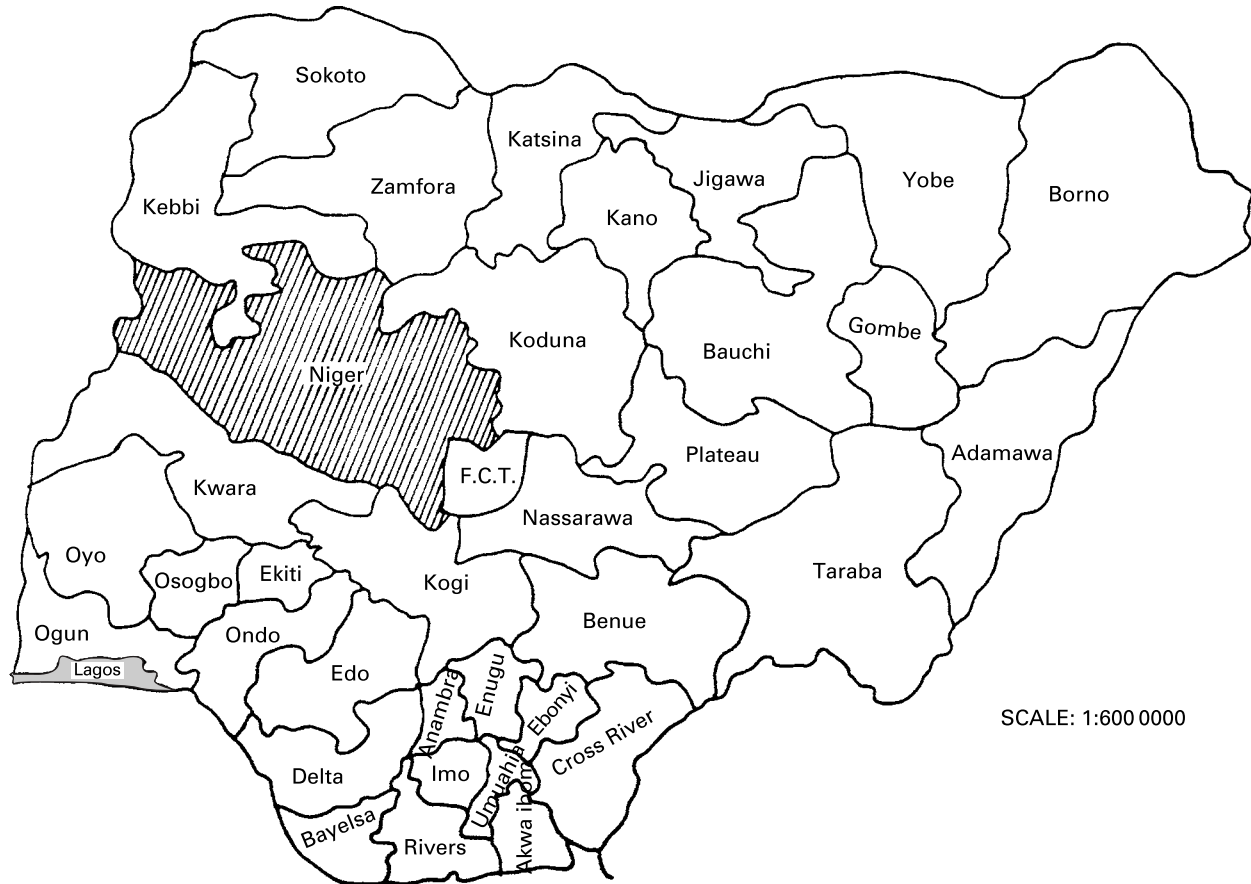 Sokoto
Katsina
Zamfora
Jigawa
Yobe
Borno
Kebbi
Kano
Koduna
Gombe
Bauchi
Niger
Plateau
Adamawa
F.C.T.
Kwara
Nassarawa
Oyo
Osogbo
Ekiti
Kogi
Taraba
Ogun
Ondo
Benue
Lagos
Edo
Anambra
Enugu
Ebonyi
Cross River
SCALE: 1:600 0000
Delta
Imo
Umuahia
Akwa ibom
Bayelsa
Rivers